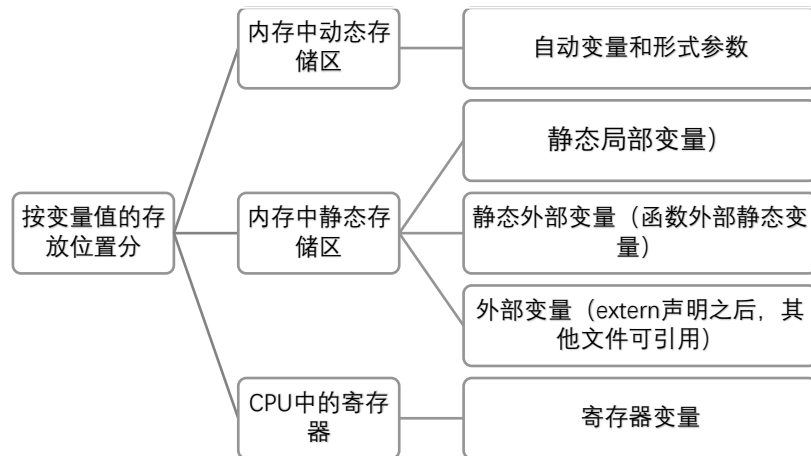 按变量值的存
放位置分
内存中动态存
储区
自动变量和形式参数
内存中静态存
储区
静态局部变量）
静态外部变量（函数外部静态变
量）
外部变量（extern声明之后，其
他文件可引用）
CPU中的寄存
器
寄存器变量